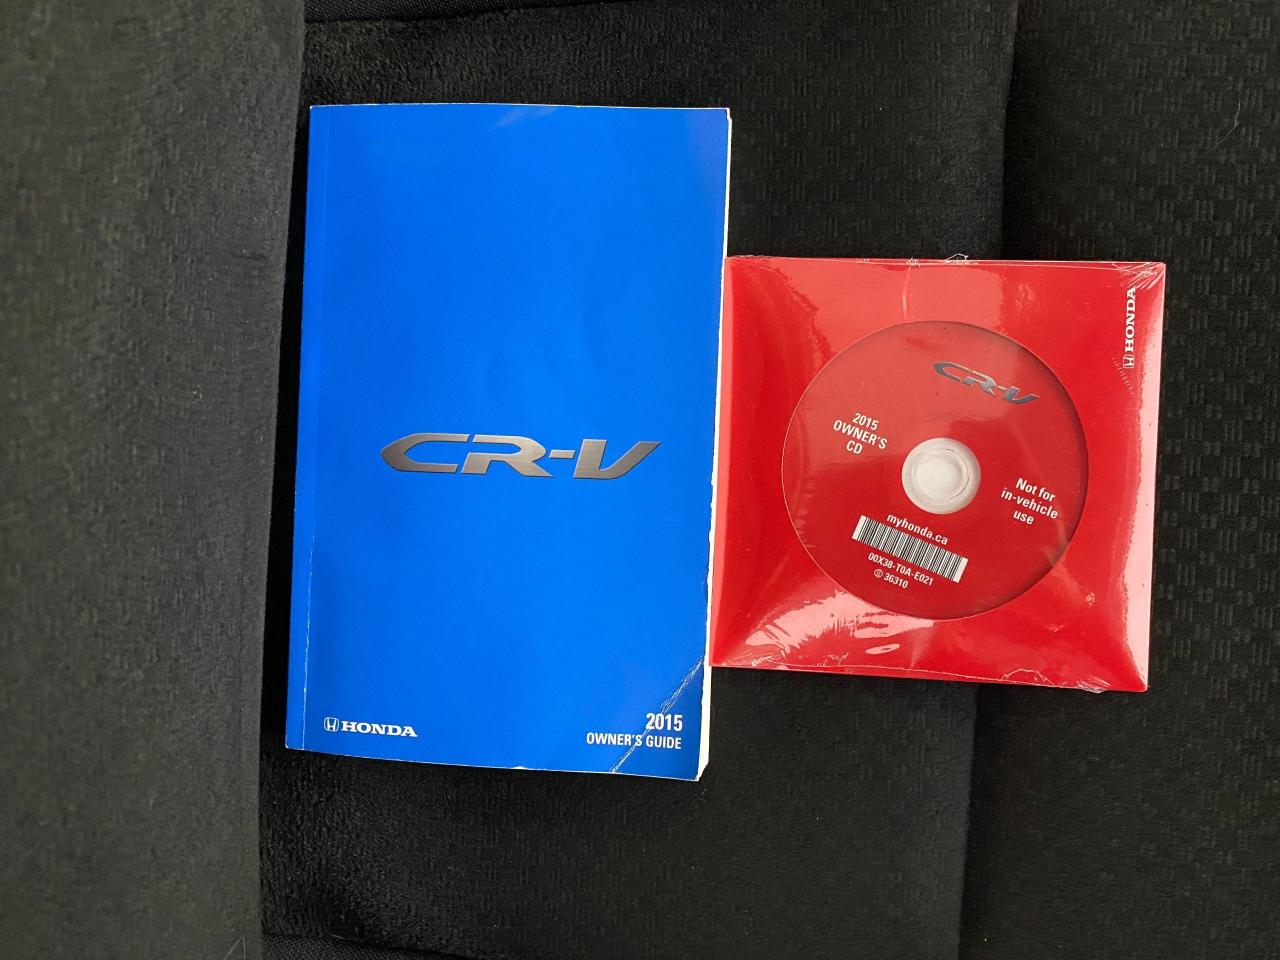 CR-V
HONDA
2015
OWNER'S GUIDE
HONDA
CR-V
2015
OWNER'S
CD
Not for
in-vehicle
use
myhonda.ca
00X38-T0A-E021
36310